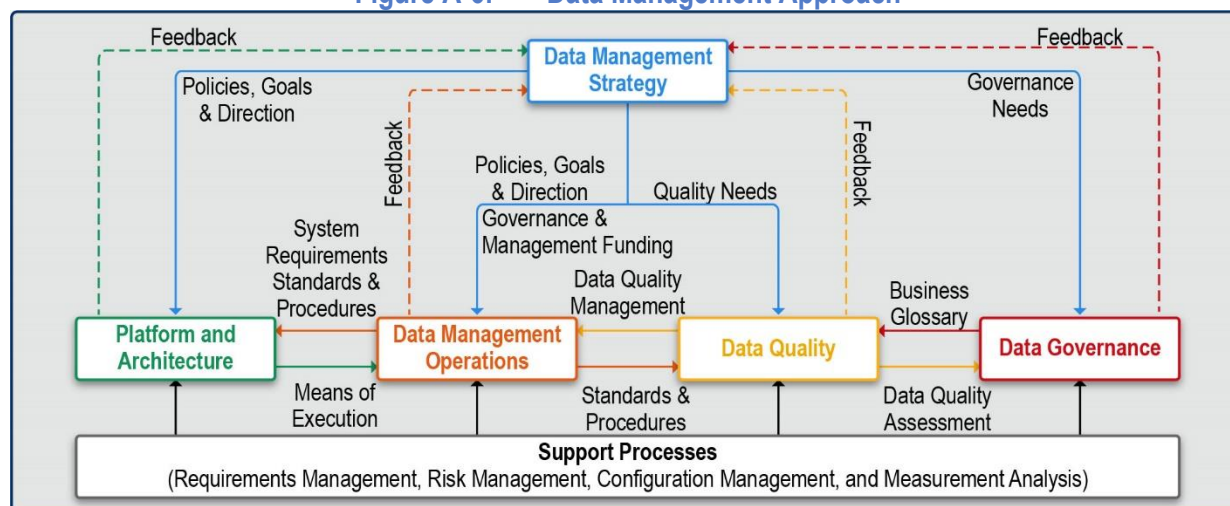 Data Management Approach
Feedback
Data Management
Strategy
Feedback
Policies, Goals
& Direction
Governance
Needs
Feedback
Feedback
Policies, Goals
& Direction
Quality Needs
Governance &
Management Funding
System
Requirements
Standards &
Procedures
Data Quality
Management
Business
Glossary
Platform and
Architecture
Data Management
Operations
Data Quality
Data Governance
Means of
Execution
Standards &
Procedures
Data Quality
Assessment
Support Processes
(Requirements Management, Risk Management, Configuration Management, and Measurement Analysis)